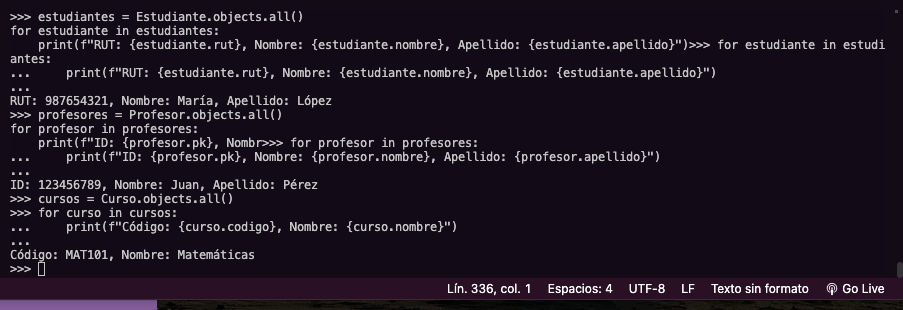 >>> estudiantes = Estudiante.objects.all()
for estudiante in estudiantes:
    print(f"RUT: {estudiante.rut}, Nombre: {estudiante.nombre}, Apellido: {estudiante.apellido}")>>> for estudiante in estudi
antes:
...     print(f"RUT: {estudiante.rut}, Nombre: {estudiante.nombre}, Apellido: {estudiante.apellido}")
...
RUT: 987654321, Nombre: María, Apellido: López
>>> profesores = Profesor.objects.all()
for profesor in profesores:
    print(f"ID: {profesor.pk}, Nombr>>> for profesor in profesores:
...     print(f"ID: {profesor.pk}, Nombre: {profesor.nombre}, Apellido: {profesor.apellido}")
...
ID: 123456789, Nombre: Juan, Apellido: Pérez
>>> cursos = Curso.objects.all()
>>> for curso in cursos:
...     print(f"Código: {curso.codigo}, Nombre: {curso.nombre}")
...
Código: MAT101, Nombre: Matemáticas
>>>
Lín. 336, col. 1 Espacios: 4 UTF-8 LF Texto sin formato Go Live